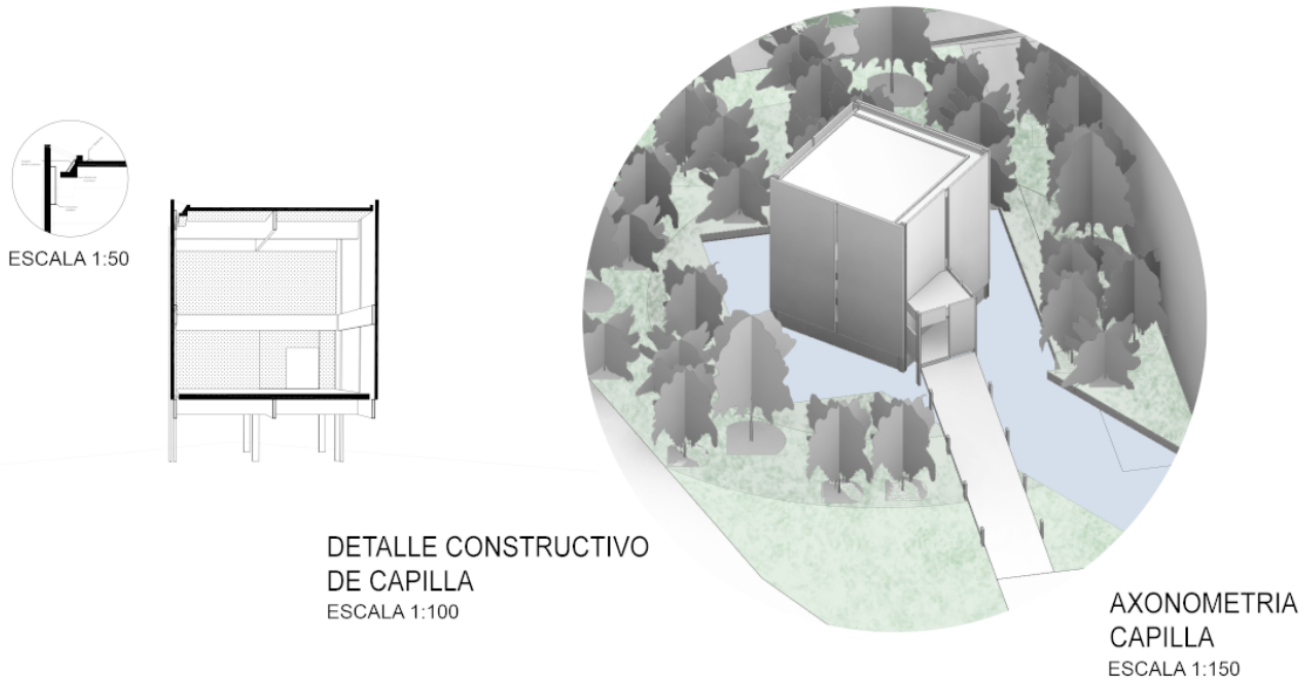 ESCALA 1:50
DETALLE CONSTRUCTIVO
DE CAPILLA
ESCALA 1:100
AXONOMETRIA
CAPILLA
ESCALA 1:150